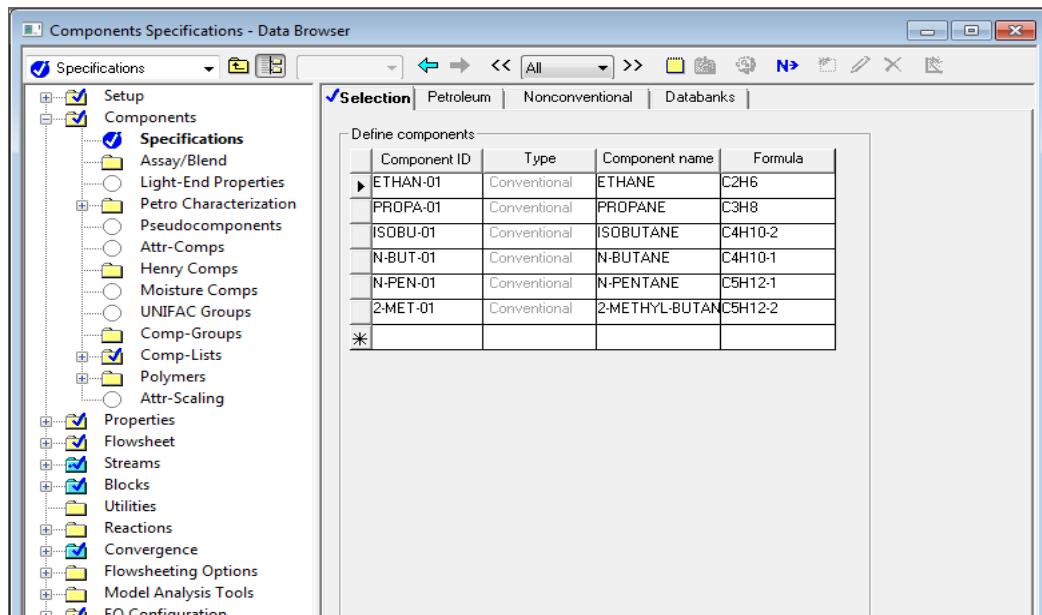 Components Specifications - Data Browser
Specifications
<< All >>
N>
Setup
Components
Specifications
Assay/Blend
Light-End Properties
Petro Characterization
Pseudocomponents
Attr-Comps
Henry Comps
Moisture Comps
UNIFAC Groups
Comp-Groups
Comp-Lists
Polymers
Attr-Scaling
Properties
Flowsheet
Streams
Blocks
Utilities
Reactions
Convergence
Flowsheeting Options
Model Analysis Tools
EO Configuration
Selection Petroleum Nonconventional Databanks
Define components
Component ID Type Component name Formula
ETHAN-01 Conventional ETHANE C2H6
PROPA-01 Conventional PROPANE C3H8
ISOBU-01 Conventional ISOBUTANE C4H10-2
N-BUT-01 Conventional N-BUTANE C4H10-1
N-PEN-01 Conventional N-PENTANE C5H12-1
2-MET-01 Conventional 2-METHYL-BUTAN C5H12-2